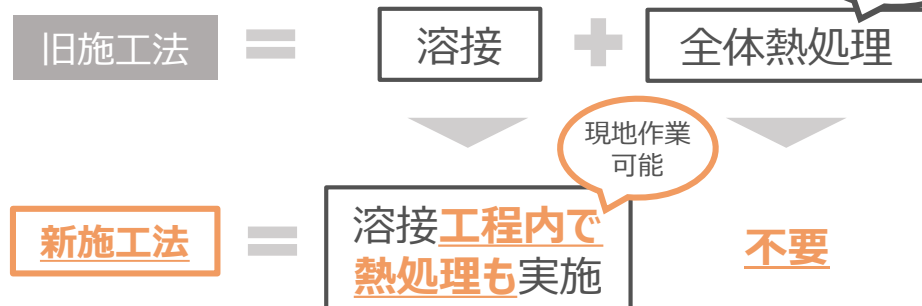 旧施工法 = 溶接 + 全体熱処理
現地作業
可能
新施工法 = 溶接工程内で
熱処理も実施
不要